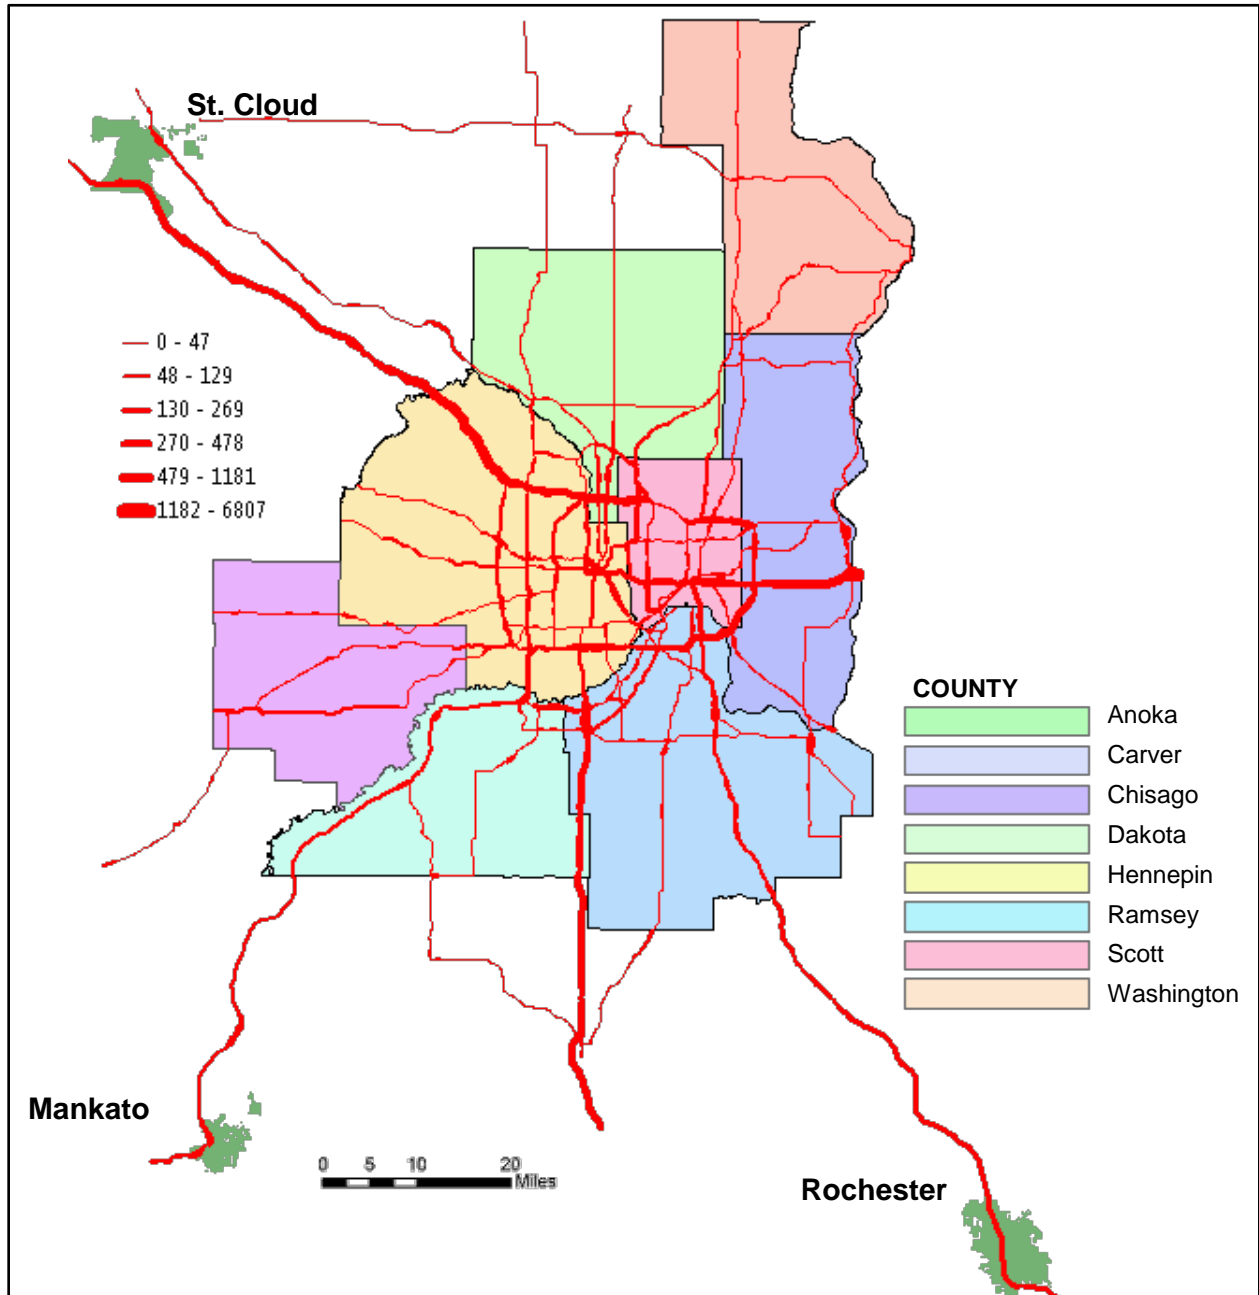 St. Cloud
0 - 47
48 - 129
130 - 269
270 - 478
479 - 1181
1182 - 6807
COUNTY
Anoka
Carver
Chisago
Dakota
Hennepin
Ramsey
Scott
Washington
Mankato
0 5 10 20
Miles
Rochester